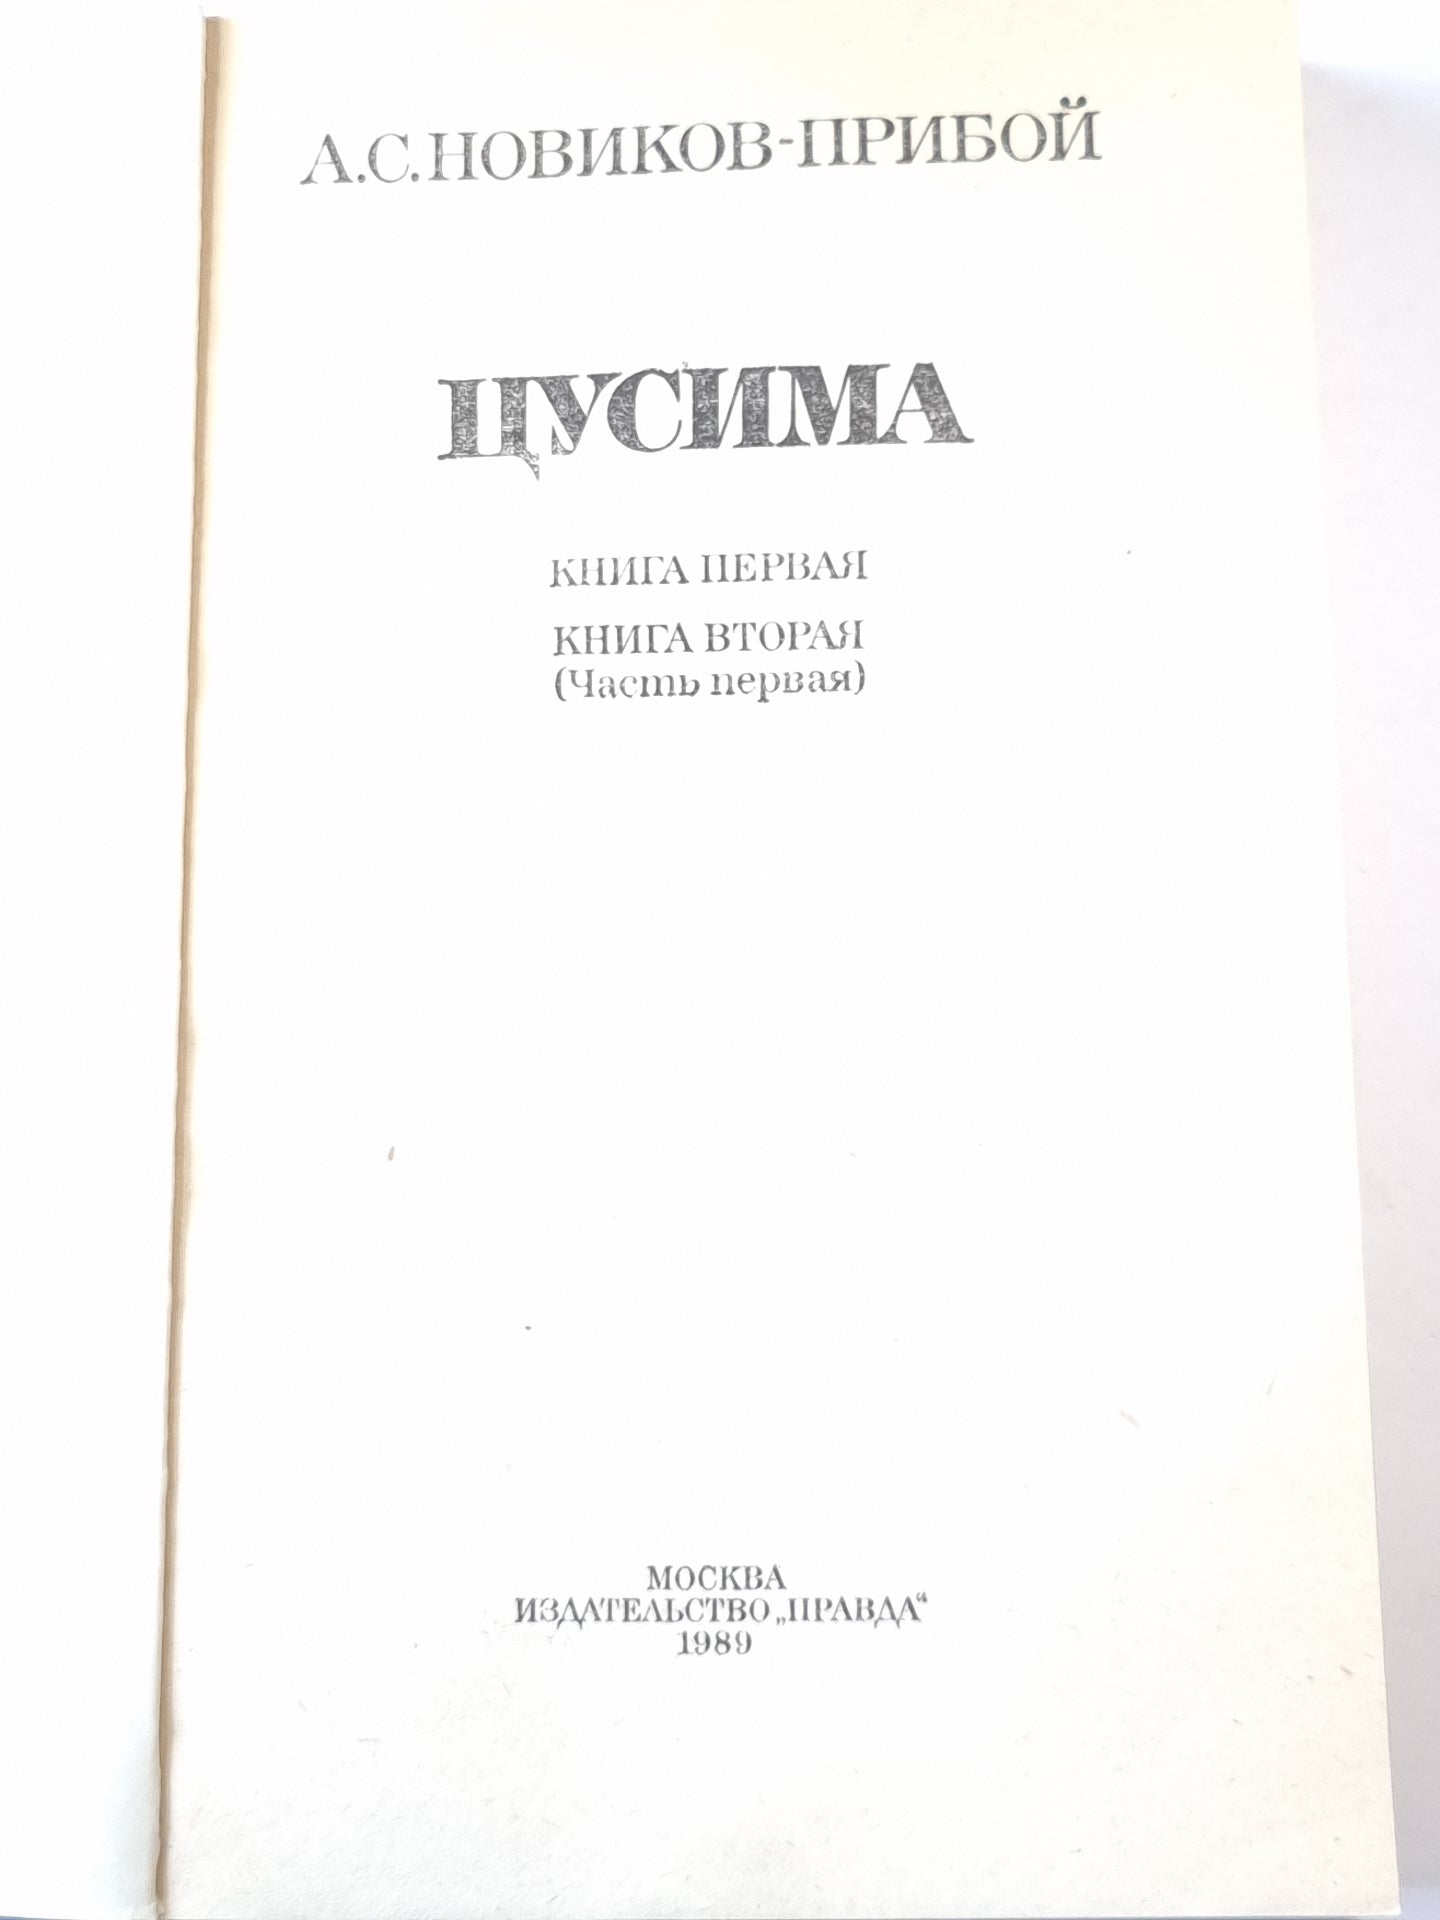 А.С.НОВИКОВ-ПРИБОЙ
ЦУСИМА
КНИГА ПЕРВАЯ
КНИГА ВТОРАЯ
(Часть первая)
МОСКВА
ИЗДАТЕЛЬСТВО „ПРАВДА“
1989